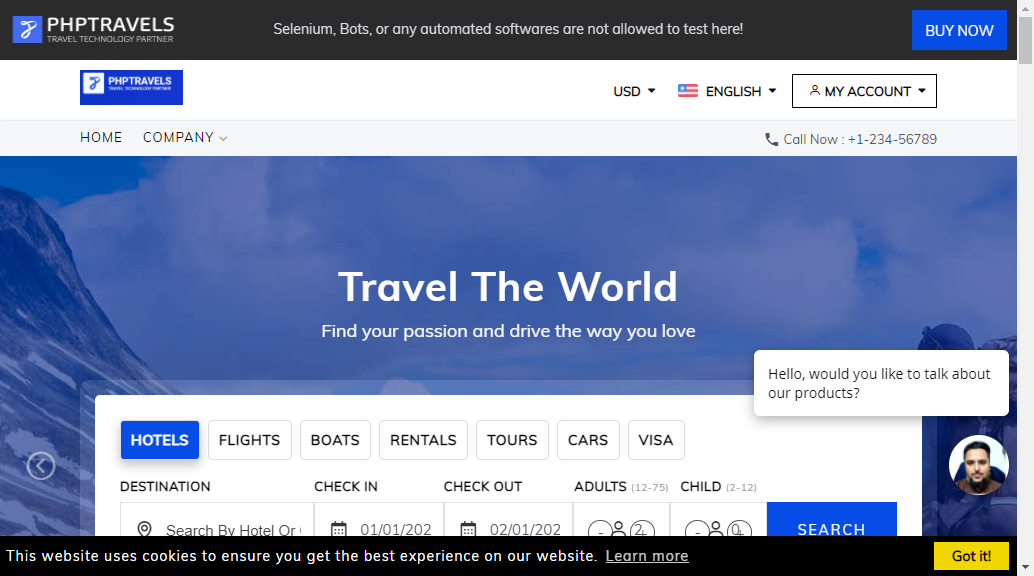 PHPTRAVELS
TRAVEL TECHNOLOGY PARTNER
Selenium, Bots, or any automated softwares are not allowed to test here!
BUY NOW
PHPTRAVELS
TRAVEL TECHNOLOGY PARTNER
USD
ENGLISH
MY ACCOUNT
HOME
COMPANY
Call Now : +1-234-56789
Travel The World
Find your passion and drive the way you love
Hello, would you like to talk about
our products?
HOTELS
FLIGHTS
BOATS
RENTALS
TOURS
CARS
VISA
DESTINATION
CHECK IN
CHECK OUT
ADULTS (12-75)
CHILD (2-12)
Search By Hotel Or
01/01/202
02/01/202
- 2
- 0
SEARCH
This website uses cookies to ensure you get the best experience on our website. Learn more
Got it!